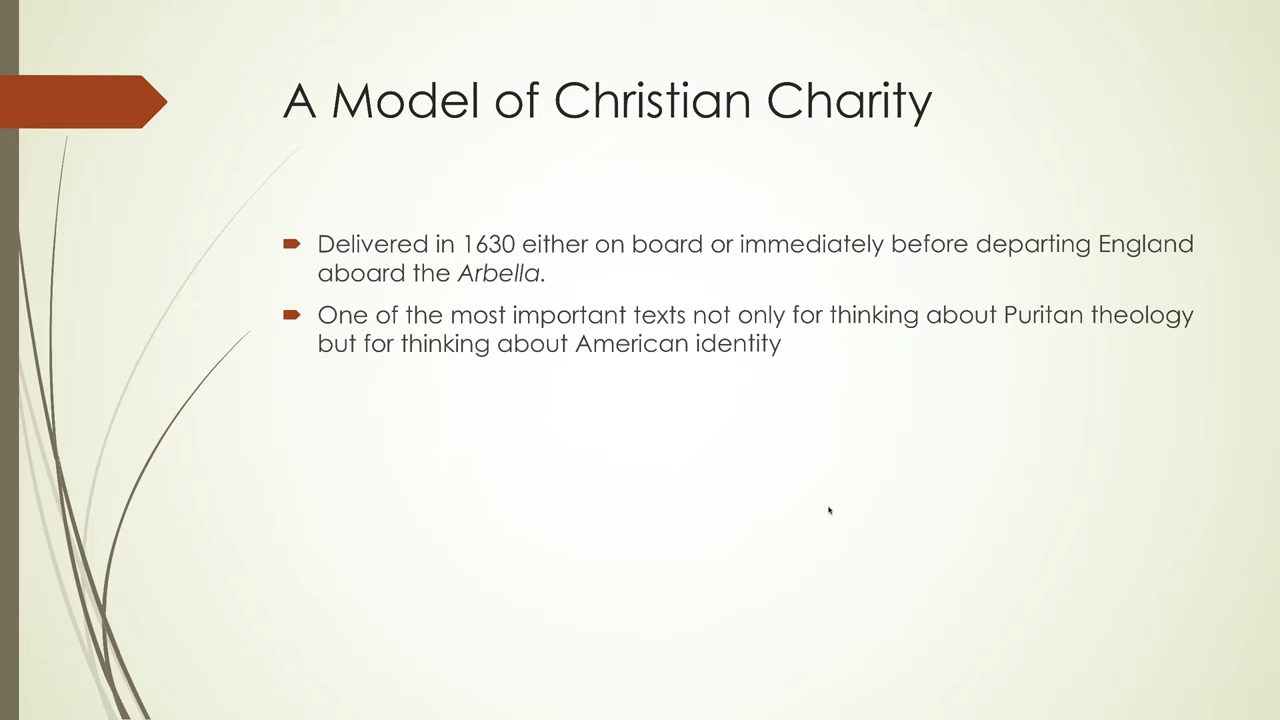 A Model of Christian Charity
Delivered in 1630 either on board or immediately before departing England
aboard the Arbella.
One of the most important texts not only for thinking about Puritan theology
but for thinking about American identity